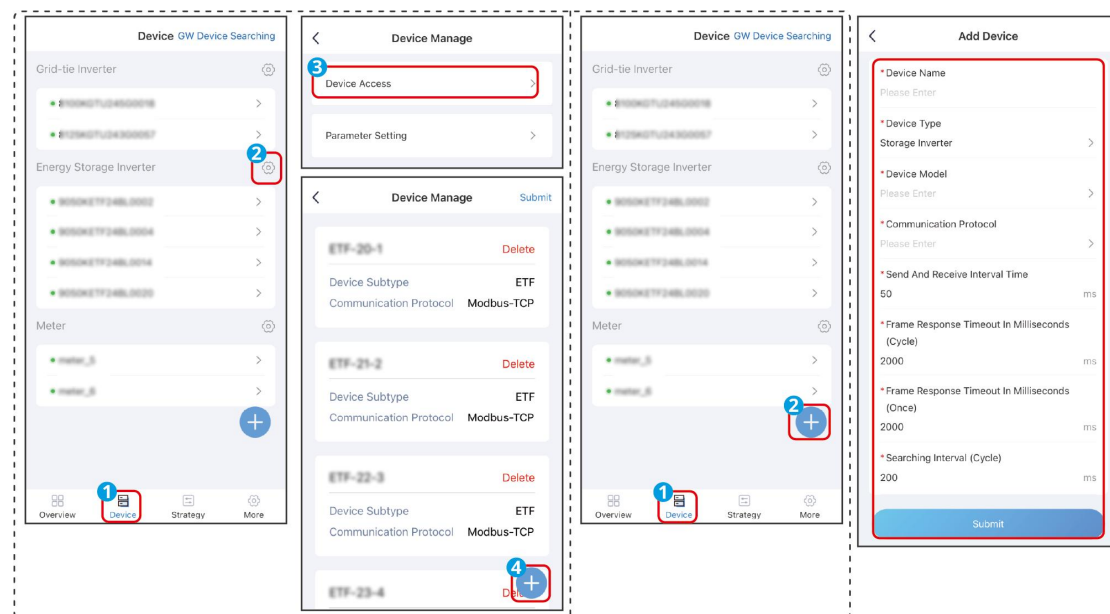 Device GW Device Searching
Grid-tie Inverter
2
Energy Storage Inverter
Meter
1
Overview Device Strategy More
Device Manage
3
Device Access
Parameter Setting
Device Manage Submit
ETF-20-1 Delete
Device Subtype ETF
Communication Protocol Modbus-TCP
ETF-21-2 Delete
Device Subtype ETF
Communication Protocol Modbus-TCP
ETF-22-3 Delete
Device Subtype ETF
Communication Protocol Modbus-TCP
4
ETF-23-4
Device GW Device Searching
Grid-tie Inverter
Energy Storage Inverter
Meter
2
1
Overview Device Strategy More
Add Device
*Device Name
Please Enter
*Device Type
Storage Inverter
*Device Model
Please Enter
*Communication Protocol
Please Enter
*Send And Receive Interval Time
50 ms
*Frame Response Timeout In Milliseconds
(Cycle)
2000 ms
*Frame Response Timeout In Milliseconds
(Once)
2000 ms
*Searching Interval (Cycle)
200 ms
Submit